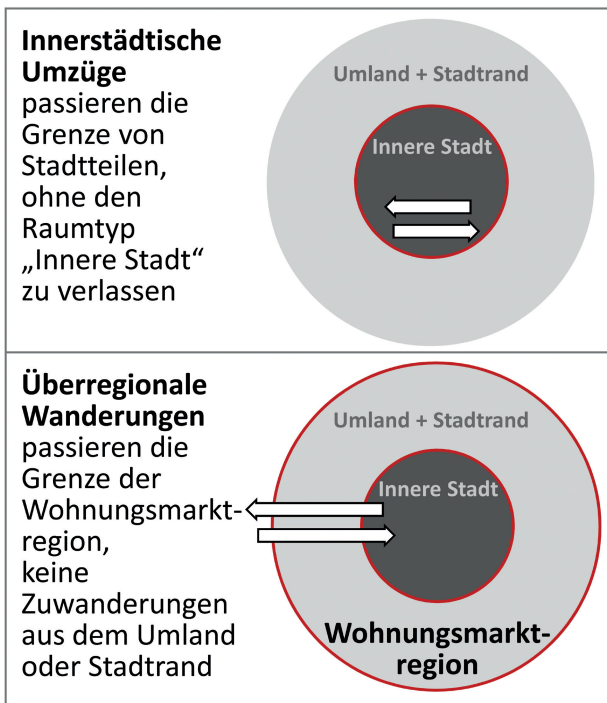 Innerstädtische
Umzüge
passieren die
Grenze von
Stadtteilen,
ohne den
Raumtyp
„Innere Stadt“
zu verlassen
Umland + Stadtrand
Innere Stadt
Überregionale
Wanderungen
passieren die
Grenze der
Wohnungsmarkt-
region,
keine
Zuwanderungen
aus dem Umland
oder Stadtrand
Umland + Stadtrand
Innere Stadt
Wohnungsmarkt-
region